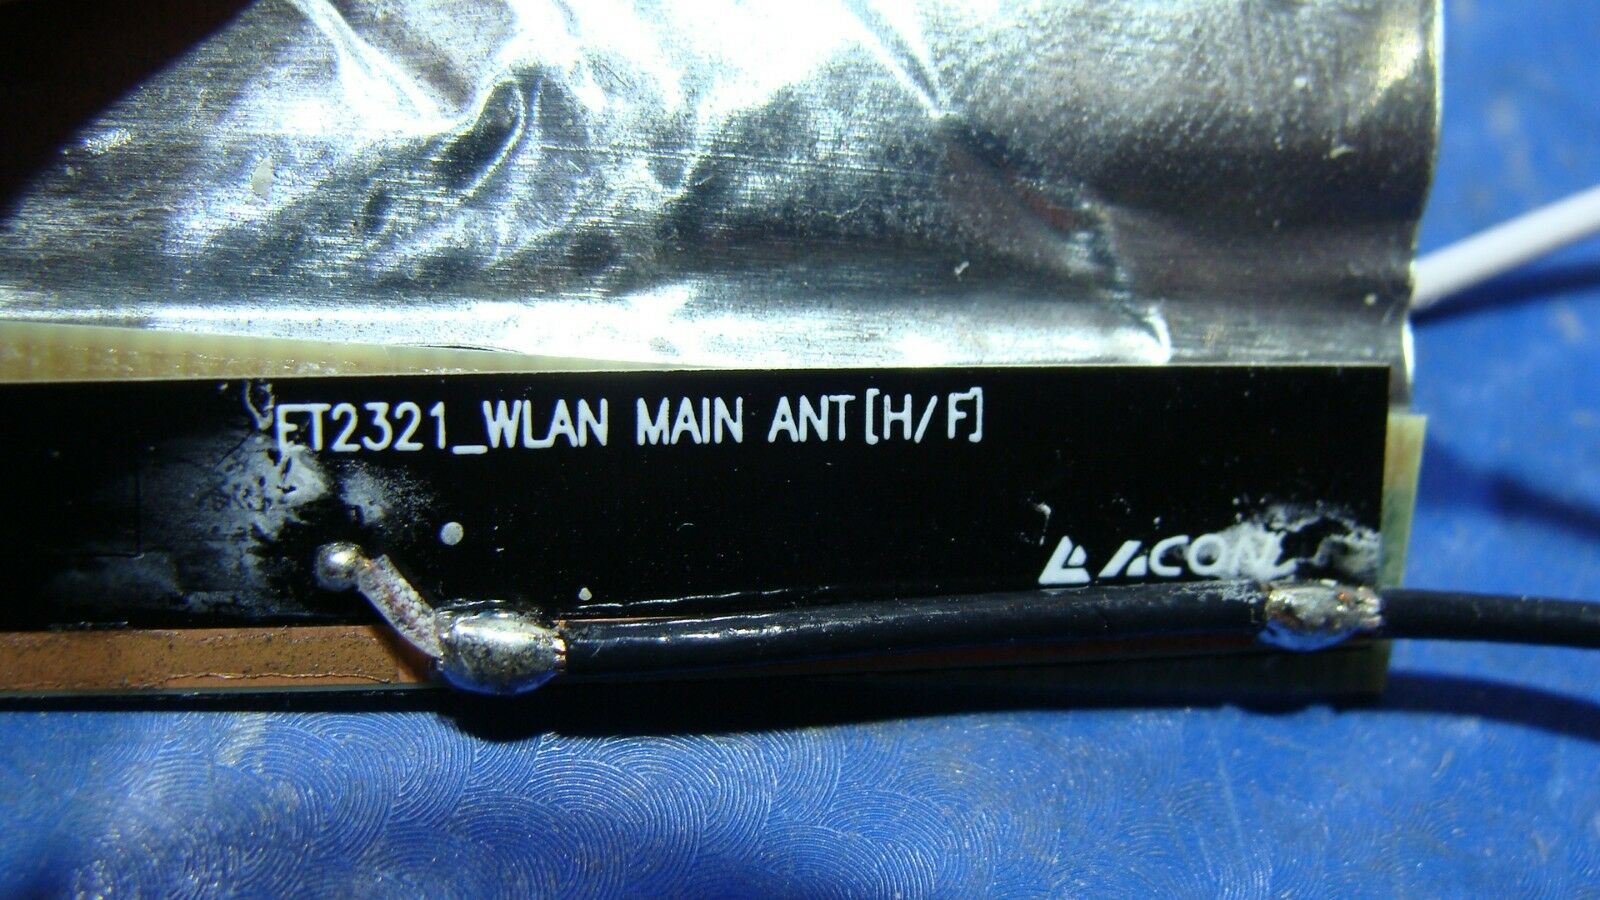 ET2321_WLAN MAIN ANT[H/F]
ACON